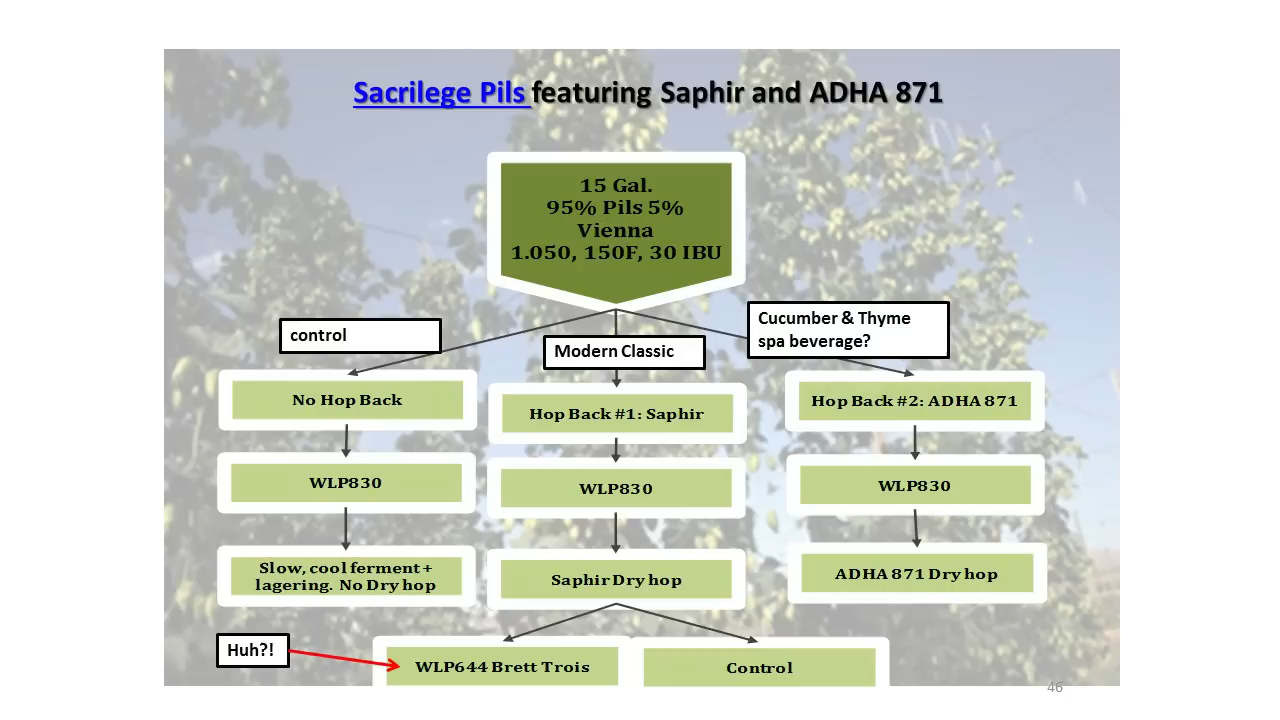 Sacrilege Pils featuring Saphir and ADHA 871
15 Gal.
95% Pils 5%
Vienna
1.050, 150F, 30 IBU
control
Modern Classic
Cucumber & Thyme
spa beverage?
No Hop Back
Hop Back #1: Saphir
Hop Back #2: ADHA 871
WLP830
WLP830
WLP830
Slow, cool ferment +
lagering. No Dry hop
Saphir Dry hop
ADHA 871 Dry hop
Huh?!
WLP644 Brett Trois
Control
46